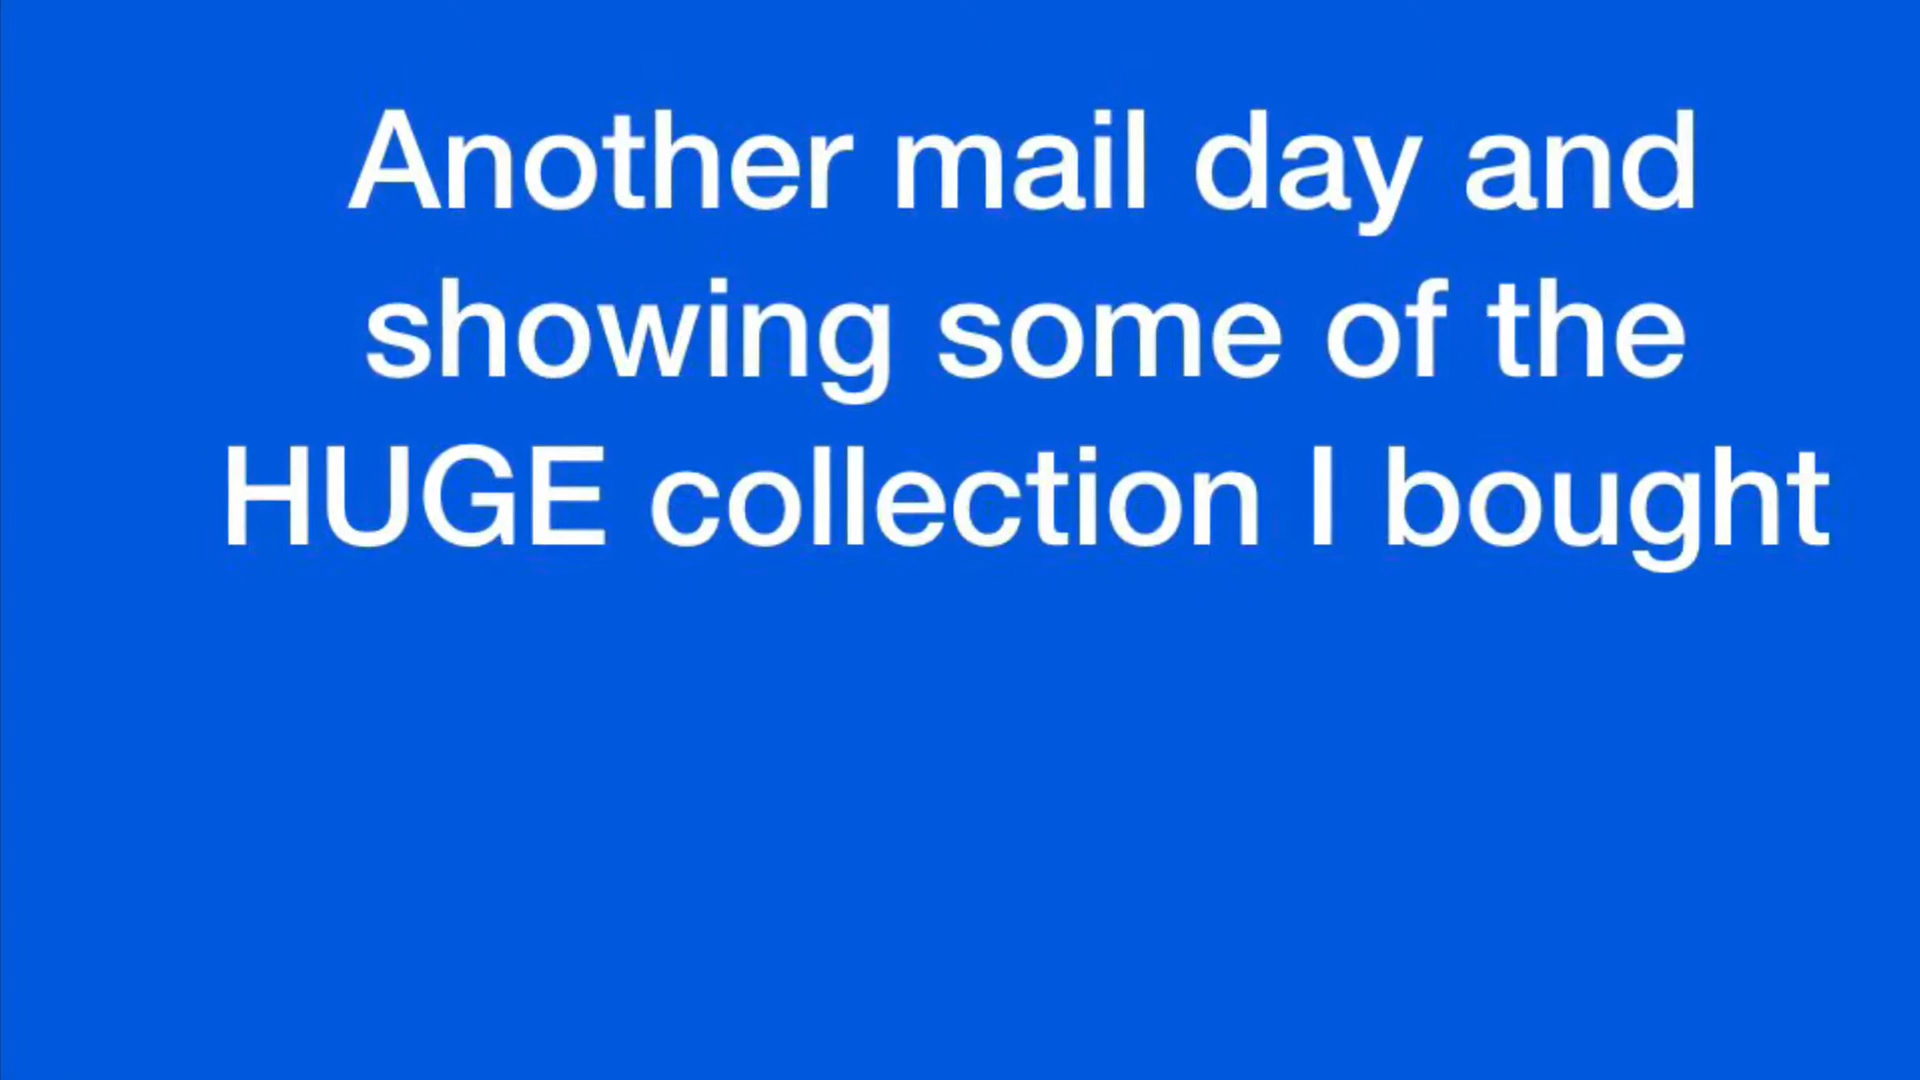 Another mail day and
showing some of the
HUGE collection I bought